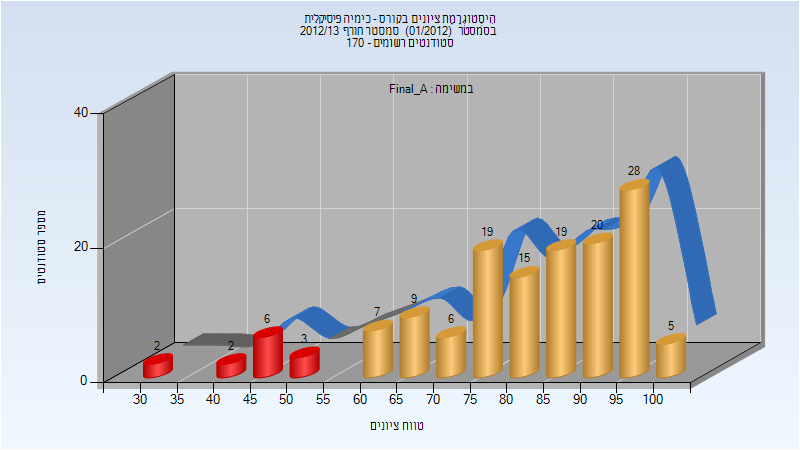 היסטוגרמת ציונים בקורס - כימיה פיסיקלית
בסמסטר (01/2012) סמסטר חורף 2012/13
סטודנטים רשומים - 170
במשימה : Final_A
מספר סטודנטים
40
20
0
2
2
6
3
7
9
6
19
15
19
20
28
5
30 35 40 45 50 55 60 65 70 75 80 85 90 95 100
טווח ציונים